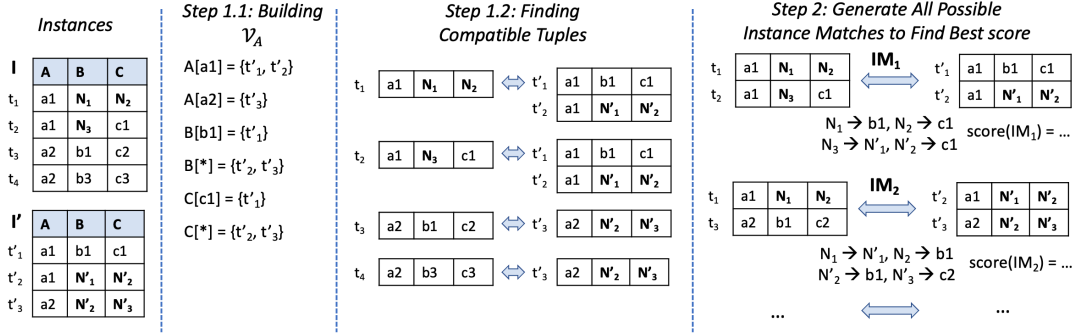 Instances
I
A B C
t1 a1 N1 N2
t2 a1 N3 c1
t3 a2 b1 c2
t4 a2 b3 c3
I'
A B C
t'1 a1 b1 c1
t'2 a1 N'1 N'2
t'3 a2 N'2 N'3
Step 1.1: Building
𝒱A
A[a1] = {t'1, t'2}
A[a2] = {t'3}
B[b1] = {t'1}
B[*] = {t'2, t'3}
C[c1] = {t'1}
C[*] = {t'2, t'3}
Step 1.2: Finding
Compatible Tuples
t1 a1 N1 N2 t'1 a1 b1 c1
t'2 a1 N'1 N'2
t2 a1 N3 c1 t'1 a1 b1 c1
t'2 a1 N'1 N'2
t3 a2 b1 c2 t'3 a2 N'2 N'3
t4 a2 b3 c3 t'3 a2 N'2 N'3
Step 2: Generate All Possible
Instance Matches to Find Best score
IM1
t1 a1 N1 N2 t'1 a1 b1 c1
t2 a1 N3 c1 t'2 a1 N'1 N'2
N1 → b1, N2 → c1
N3 → N'1, N'2 → c1
score(IM1) = ...
IM2
t1 a1 N1 N2 t'2 a1 N'1 N'2
t3 a2 b1 c2 t'3 a2 N'2 N'3
N1 → N'1, N2 → b1
N'2 → b1, N'3 → c2
score(IM2) = ...
... ...